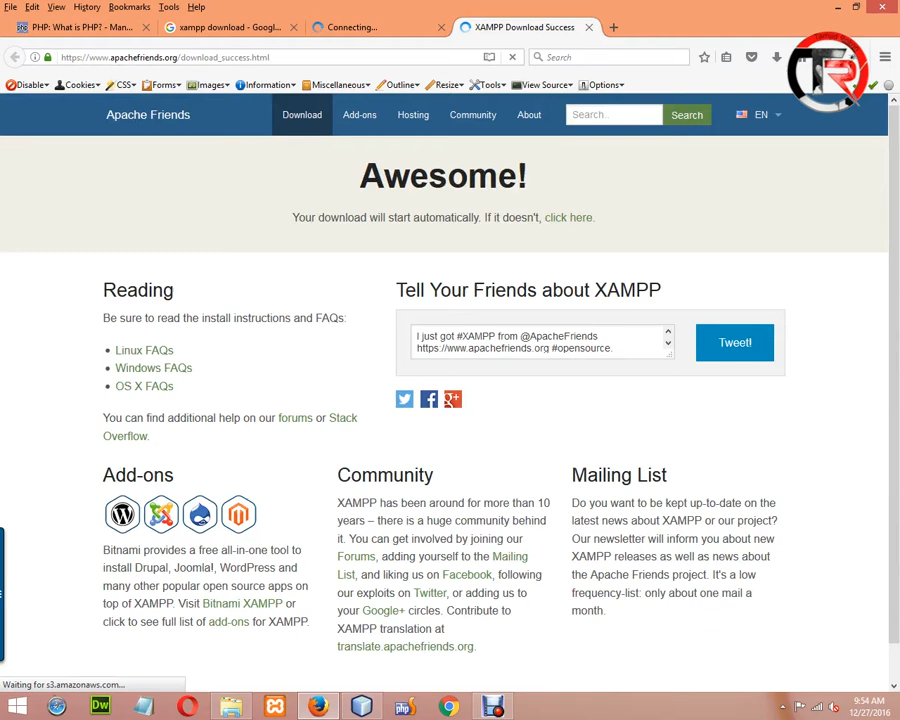 File Edit View History Bookmarks Tools Help
PHP: What is PHP? - Man...
xampp download - Googl...
Connecting...
XAMPP Download Success
https://www.apachefriends.org/download_success.html
Search
Disable Cookies CSS Forms Images Information Miscellaneous Outline Resize Tools View Source Options
Apache Friends
Download Add-ons Hosting Community About
Search..
Search
EN
Awesome!
Your download will start automatically. If it doesn't, click here.
Reading
Be sure to read the install instructions and FAQs:
Linux FAQs
Windows FAQs
OS X FAQs
You can find additional help on our forums or Stack
Overflow.
Tell Your Friends about XAMPP
I just got #XAMPP from @ApacheFriends
https://www.apachefriends.org #opensource.
Tweet!
Add-ons
Bitnami provides a free all-in-one tool to
install Drupal, Joomla!, WordPress and
many other popular open source apps on
top of XAMPP. Visit Bitnami XAMPP or
click to see full list of add-ons for XAMPP.
Community
XAMPP has been around for more than 10
years – there is a huge community behind
it. You can get involved by joining our
Forums, adding yourself to the Mailing
List, and liking us on Facebook, following
our exploits on Twitter, or adding us to
your Google+ circles. Contribute to
XAMPP translation at
translate.apachefriends.org.
Mailing List
Do you want to be kept up-to-date on the
latest news about XAMPP or our project?
Our newsletter will inform you about new
XAMPP releases as well as news about
the Apache Friends project. It's a low
frequency-list: only about one mail a
month.
Waiting for s3.amazonaws.com...
Dw
php
9:54 AM
12/27/2016